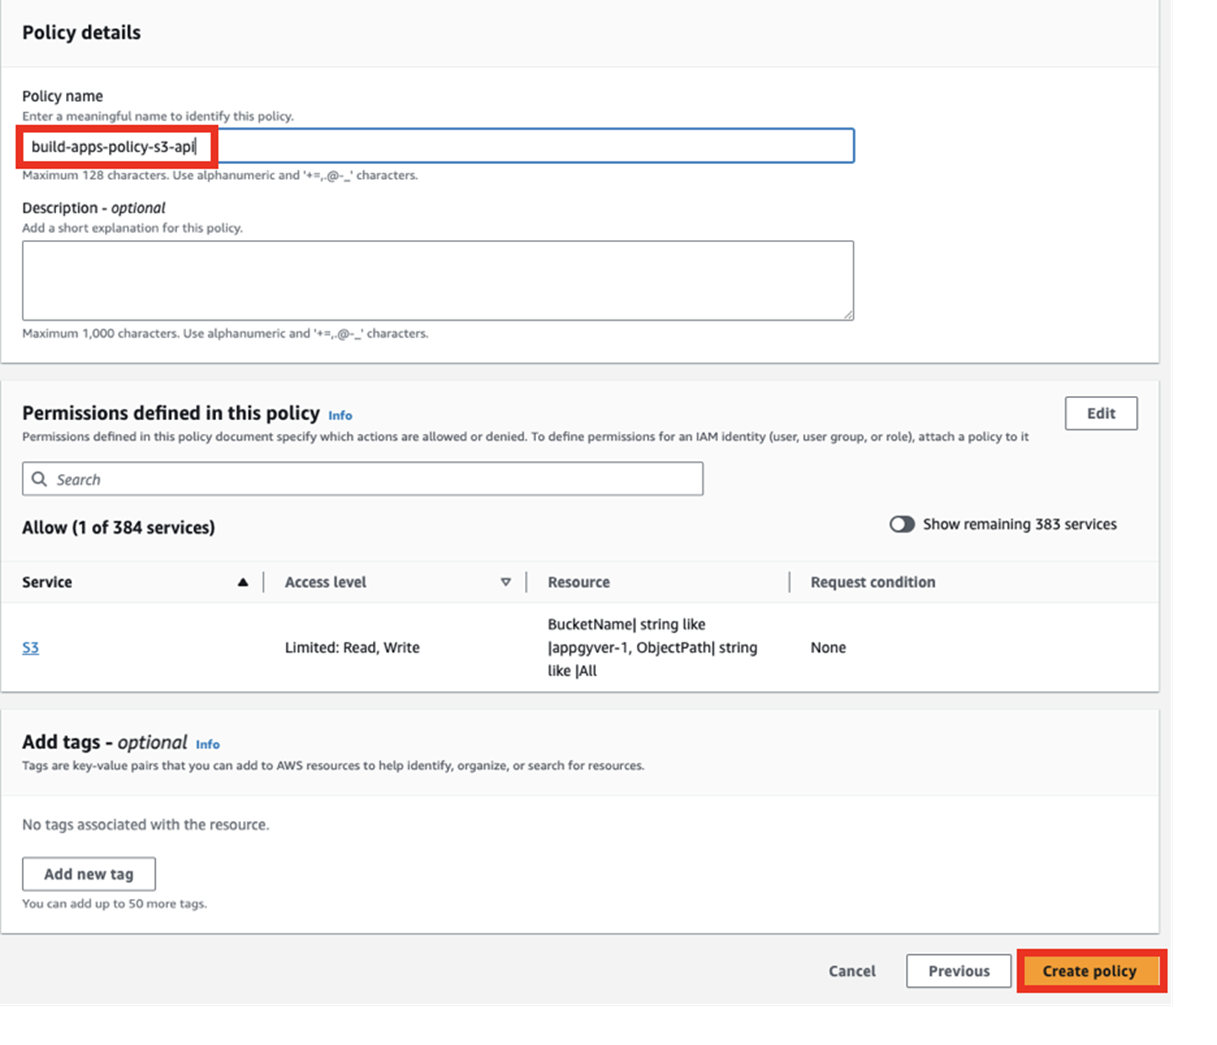 Policy details
Policy name
Enter a meaningful name to identify this policy.
build-apps-policy-s3-api
Maximum 128 characters. Use alphanumeric and '+=,.@-_' characters.
Description - optional
Add a short explanation for this policy.
Maximum 1,000 characters. Use alphanumeric and '+=,.@-_' characters.
Permissions defined in this policy Info
Edit
Permissions defined in this policy document specify which actions are allowed or denied. To define permissions for an IAM identity (user, user group, or role), attach a policy to it
Search
Allow (1 of 384 services)
Show remaining 383 services
Service Access level Resource Request condition
S3 Limited: Read, Write
BucketName| string like
|appgyver-1, ObjectPath| string
like |All
None
Add tags - optional Info
Tags are key-value pairs that you can add to AWS resources to help identify, organize, or search for resources.
No tags associated with the resource.
Add new tag
You can add up to 50 more tags.
Cancel Previous Create policy